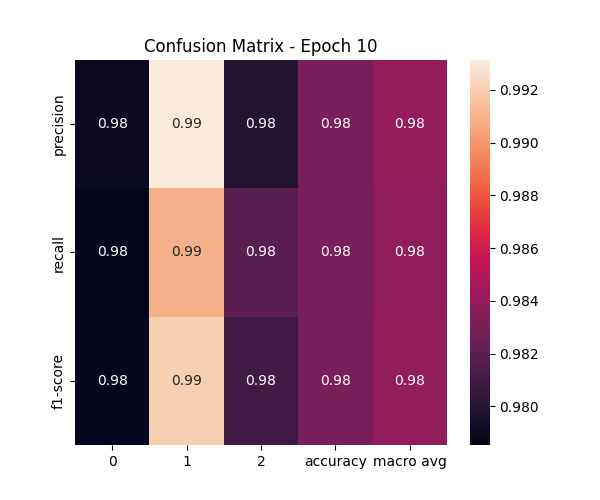 Confusion Matrix - Epoch 10
precision
0.98 0.99 0.98 0.98 0.98
recall
0.98 0.99 0.98 0.98 0.98
f1-score
0.98 0.99 0.98 0.98 0.98
0 1 2 accuracy macro avg
0.992
0.990
0.988
0.986
0.984
0.982
0.980